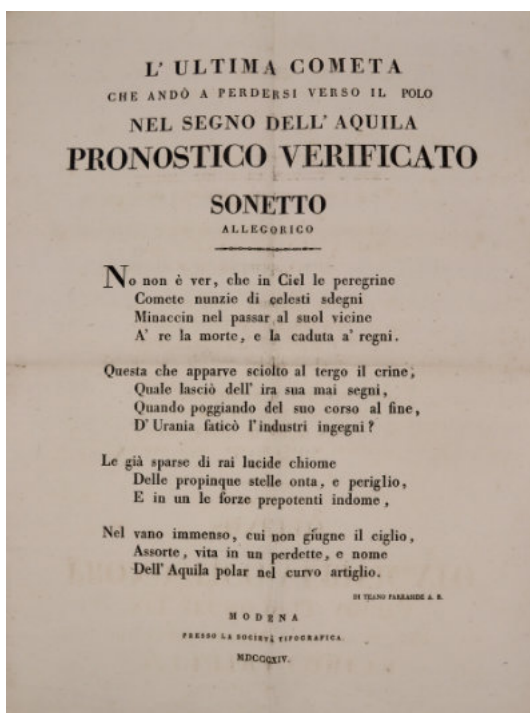 L' ULTIMA COMETA
CHE ANDÒ A PERDERSI VERSO IL POLO
NEL SEGNO DELL' AQUILA
PRONOSTICO VERIFICATO
SONETTO
ALLEGORICO
No non è ver, che in Ciel le peregrine
Comete nunzie di celesti sdegni
Minaccin nel passar al suol vicine
A' re la morte, e la caduta a' regni.
Questa che apparve sciolto al tergo il crine,
Quale lasciò dell' ira sua mai segni,
Quando poggiando del suo corso al fine,
D' Urania faticò l' industri ingegni?
Le già sparse di rai lucide chiome
Delle propinque stelle onta, e periglio,
E in un le forze prepotenti indome,
Nel vano immenso, cui non giugne il ciglio,
Assorte, vita in un perdette, e nome
Dell' Aquila polar nel curvo artiglio.
DI TEANO
MODENA
PRESSO LA SOCIETÀ TIPOGRAFICA.
MDCCCXIV.